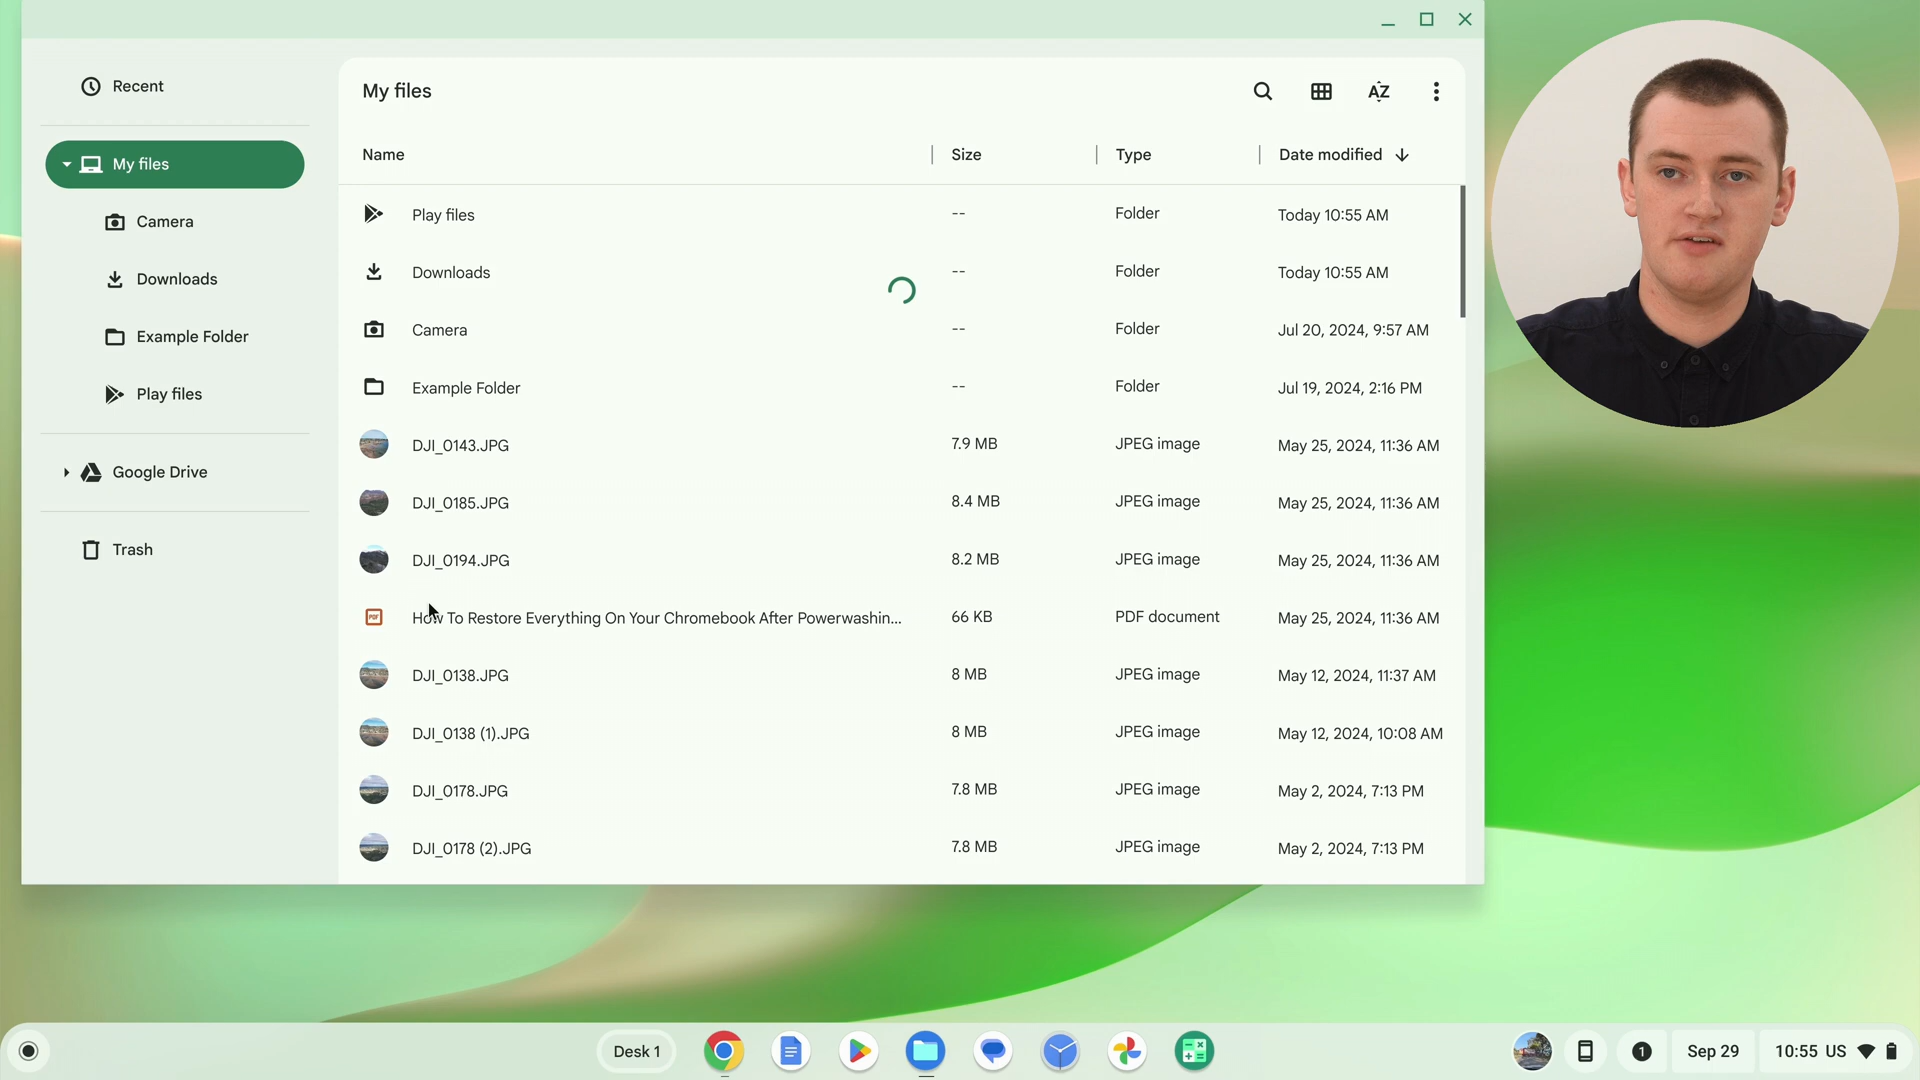 Recent
My files
Camera
Downloads
Example Folder
Play files
Google Drive
Trash
My files
AZ
Name Size Type Date modified
Play files -- Folder Today 10:55 AM
Downloads -- Folder Today 10:55 AM
Camera -- Folder Jul 20, 2024, 9:57 AM
Example Folder -- Folder Jul 19, 2024, 2:16 PM
DJI_0143.JPG 7.9 MB JPEG image May 25, 2024, 11:36 AM
DJI_0185.JPG 8.4 MB JPEG image May 25, 2024, 11:36 AM
DJI_0194.JPG 8.2 MB JPEG image May 25, 2024, 11:36 AM
PDF How To Restore Everything On Your Chromebook After Powerwashin... 66 KB PDF document May 25, 2024, 11:36 AM
DJI_0138.JPG 8 MB JPEG image May 12, 2024, 11:37 AM
DJI_0138 (1).JPG 8 MB JPEG image May 12, 2024, 10:08 AM
DJI_0178.JPG 7.8 MB JPEG image May 2, 2024, 7:13 PM
DJI_0178 (2).JPG 7.8 MB JPEG image May 2, 2024, 7:13 PM
Desk 1 1 Sep 29 10:55 US